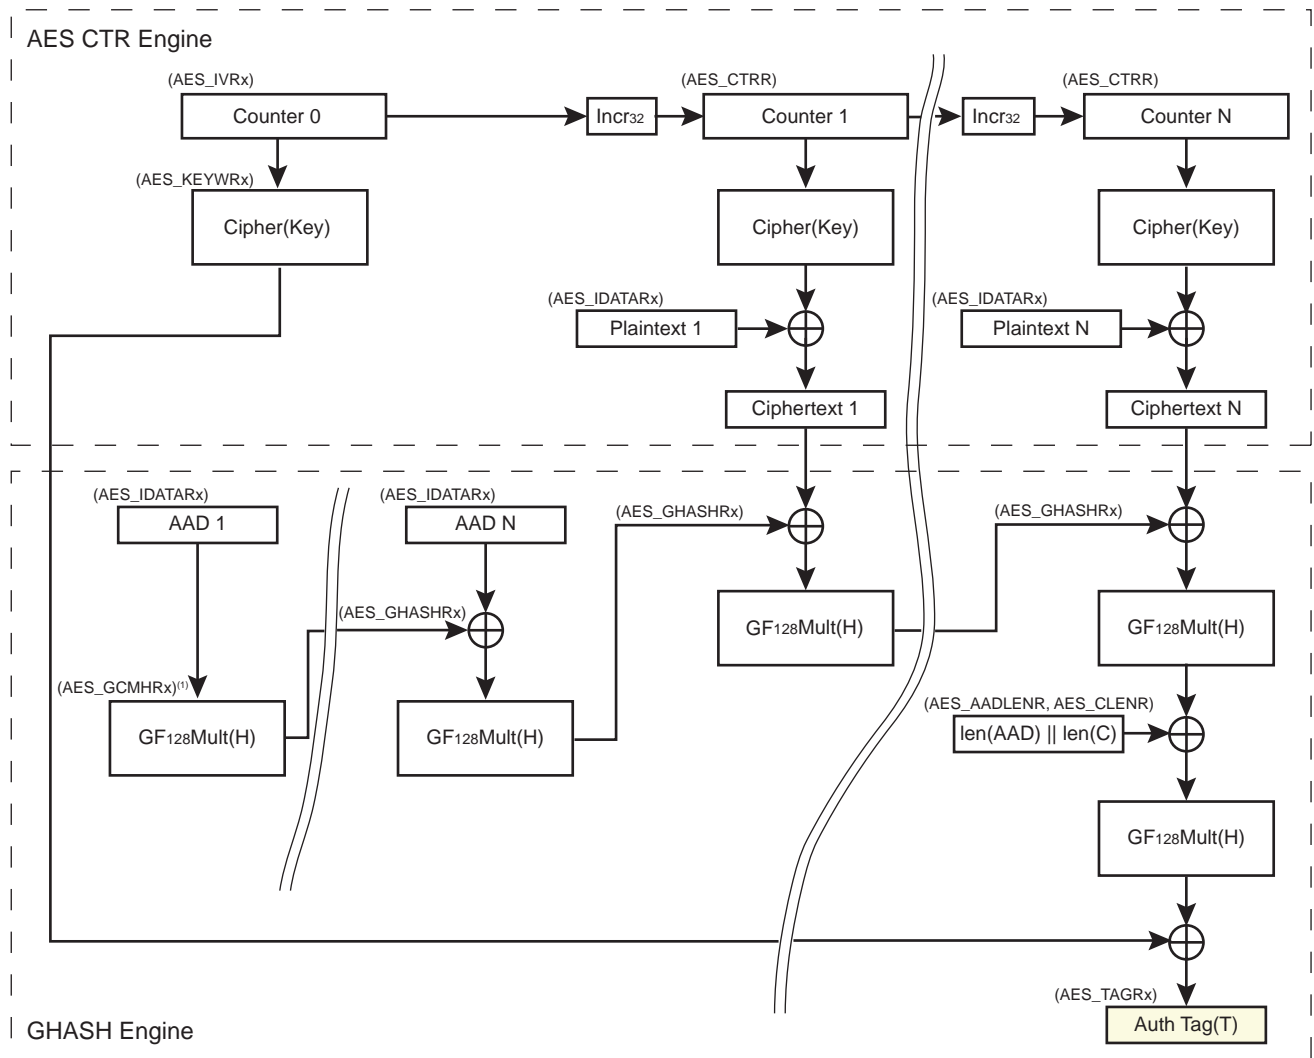 AES CTR Engine
(AES_IVRx)
(AES_CTRR)
(AES_CTRR)
Counter 0
Incr32
Counter 1
Incr32
Counter N
(AES_KEYWRx)
Cipher(Key)
Cipher(Key)
Cipher(Key)
(AES_IDATARx)
(AES_IDATARx)
Plaintext 1
Plaintext N
Ciphertext 1
Ciphertext N
(AES_IDATARx)
(AES_IDATARx)
AAD 1
AAD N
(AES_GHASHRx)
(AES_GHASHRx)
(AES_GHASHRx)
GF128Mult(H)
GF128Mult(H)
(AES_GCMHRx)(1)
GF128Mult(H)
GF128Mult(H)
(AES_AADLENR, AES_CLENR)
len(AAD) || len(C)
GF128Mult(H)
(AES_TAGRx)
Auth Tag(T)
GHASH Engine